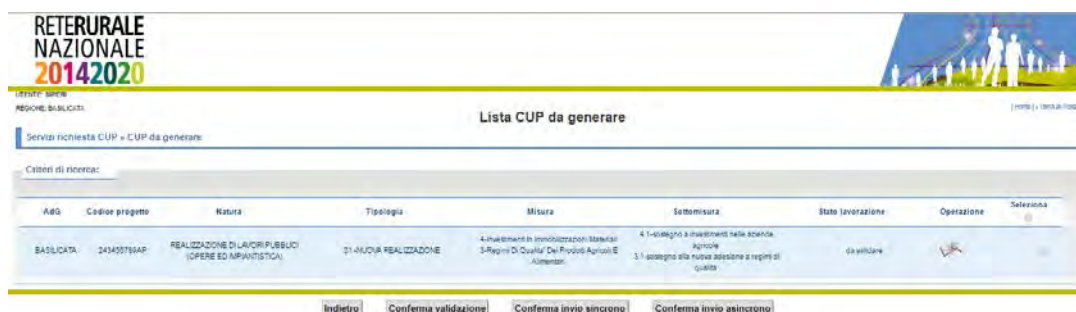 RETERURALE
NAZIONALE
20142020
REGIONE: BASILICATA
Lista CUP da generare
Servizi richiesta CUP » CUP da generare
Criteri di ricerca:
AdG Codice progetto Natura Tipologia Misura Sottomisura Stato lavorazione Operazione Seleziona
BASILICATA REALIZZAZIONE DI LAVORI PUBBLICI (OPERE ED IMPIANTISTICA) 01-NUOVA REALIZZAZIONE
4-Investimenti in Immobilizzazioni Materiali
3-Regimi Di Qualita' Dei Prodotti Agricoli E
Alimentari
4.1-sostegno a investimenti nelle aziende
agricole
3.1-sostegno alla nuova adesione a regimi di
qualità
da validare
Indietro Conferma validazione Conferma invio sincrono Conferma invio asincrono